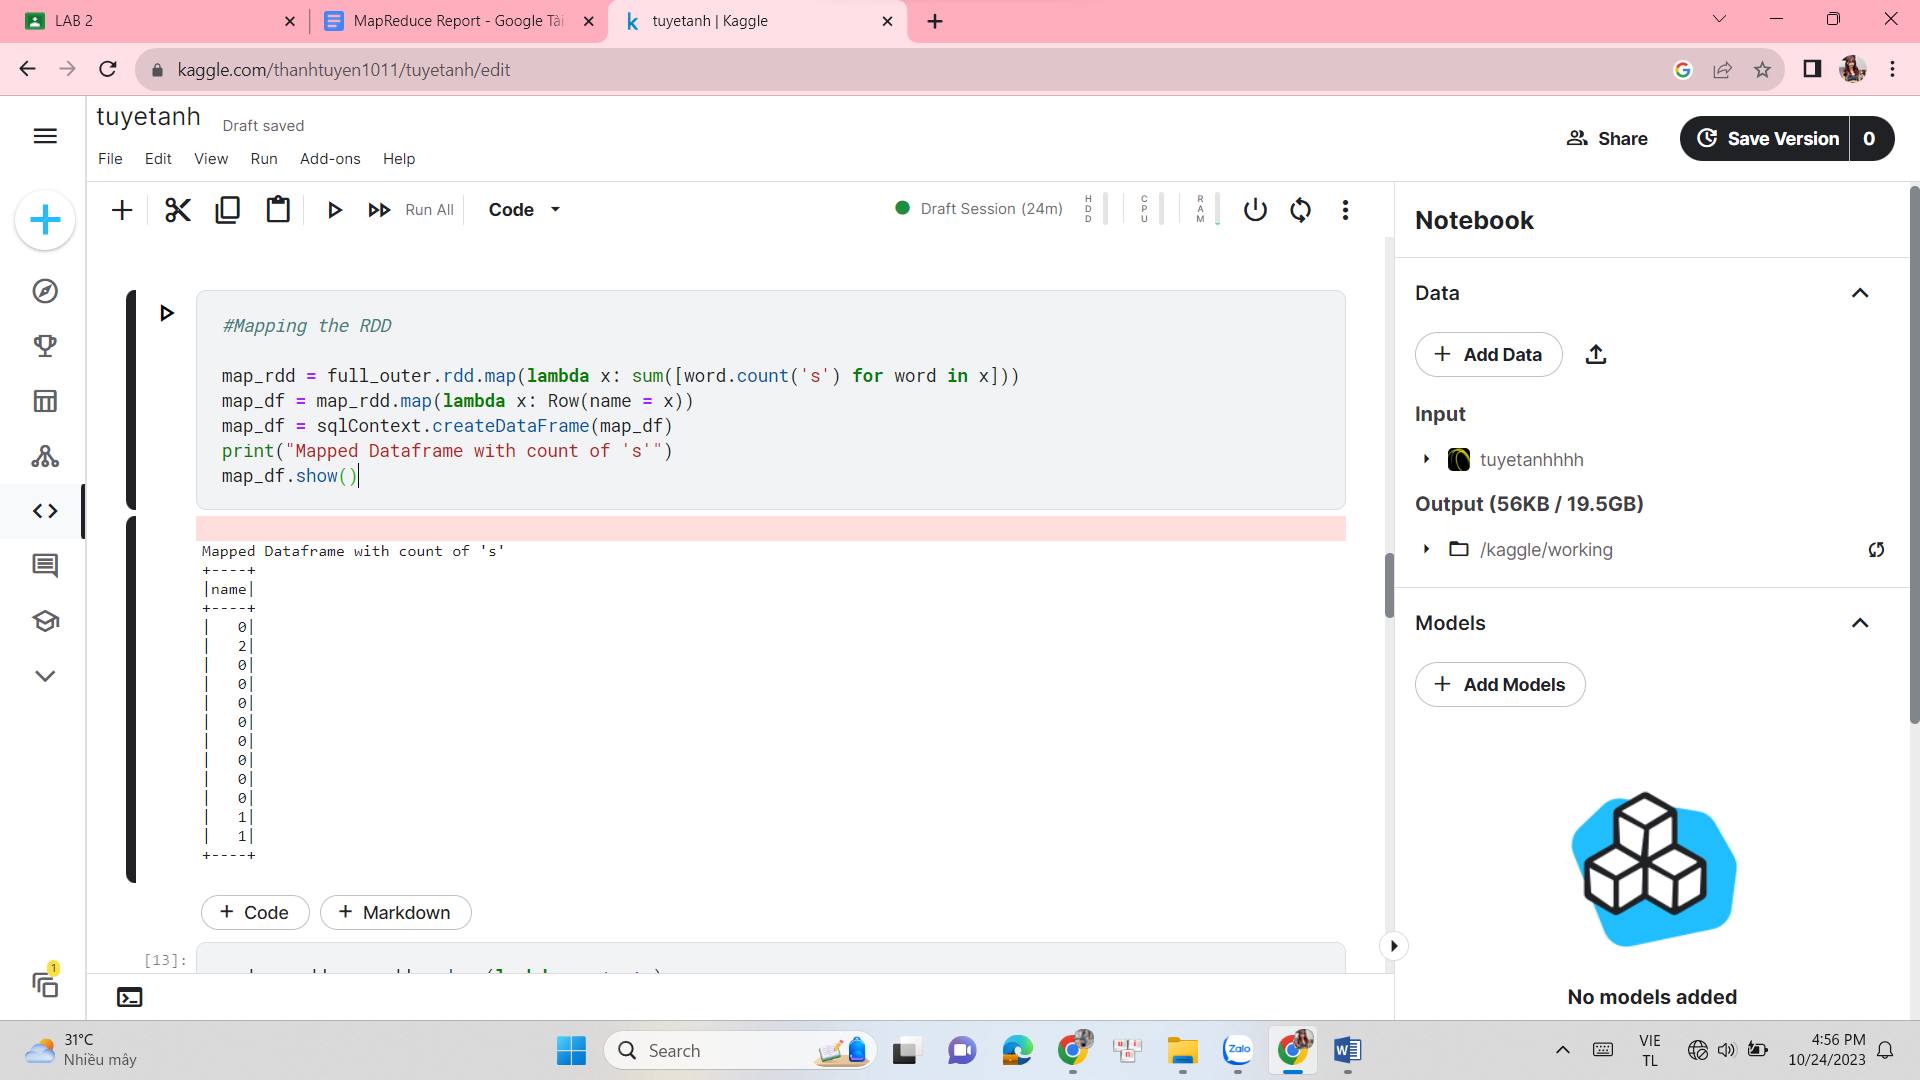 LAB 2
MapReduce Report - Google Tài
tuyetanh | Kaggle
kaggle.com/thanhtuyen1011/tuyetanh/edit
tuyetanh
Draft saved
File Edit View Run Add-ons Help
Share
Save Version 0
Run All
Code
Draft Session (24m)
HDD
CPU
RAM
#Mapping the RDD
map_rdd = full_outer.rdd.map(lambda x: sum([word.count('s') for word in x]))
map_df = map_rdd.map(lambda x: Row(name = x))
map_df = sqlContext.createDataFrame(map_df)
print("Mapped Dataframe with count of 's'")
map_df.show()
Mapped Dataframe with count of 's'
+----+
|name|
+----+
|   0|
|   2|
|   0|
|   0|
|   0|
|   0|
|   0|
|   0|
|   0|
|   0|
|   1|
|   1|
+----+
+ Code
+ Markdown
[13]:
Notebook
Data
+ Add Data
Input
tuyetanhhhh
Output (56KB / 19.5GB)
/kaggle/working
Models
+ Add Models
No models added
1
31°C
Nhiều mây
Search
Zalo
VIE
TL
4:56 PM
10/24/2023